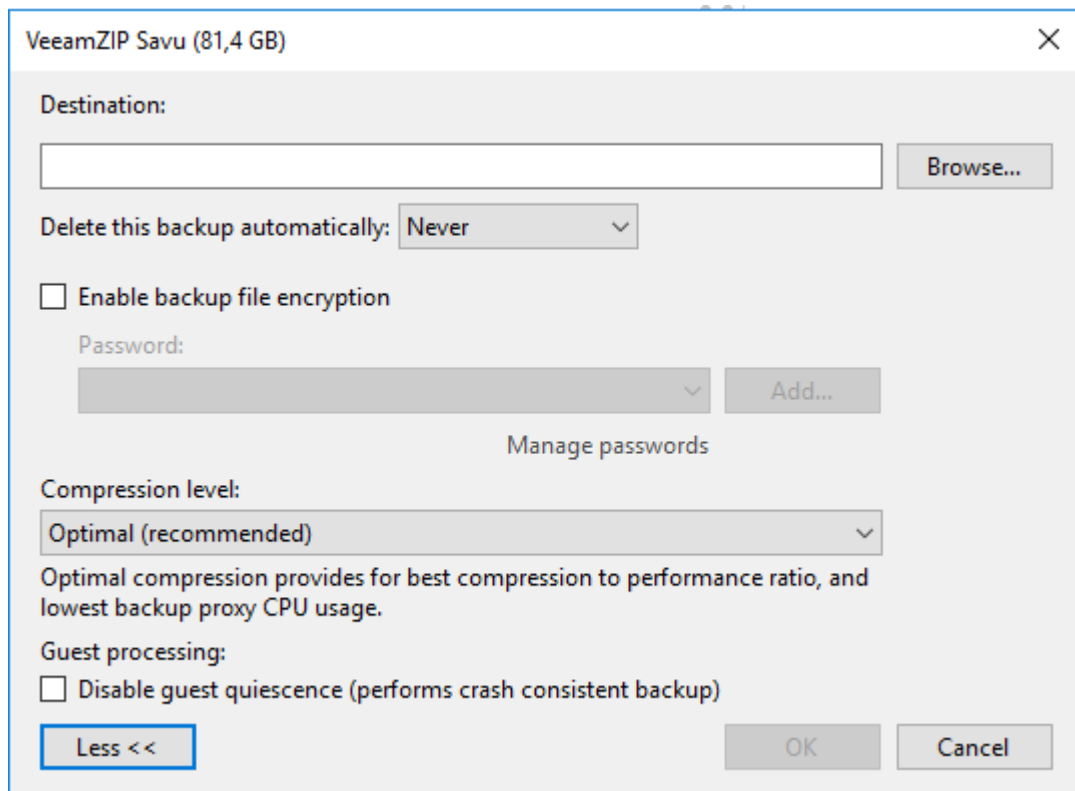 VeeamZIP Savu (81,4 GB)
Destination:
Browse...
Delete this backup automatically: Never
Enable backup file encryption
Password:
Add...
Manage passwords
Compression level:
Optimal (recommended)
Optimal compression provides for best compression to performance ratio, and
lowest backup proxy CPU usage.
Guest processing:
Disable guest quiescence (performs crash consistent backup)
Less << OK Cancel